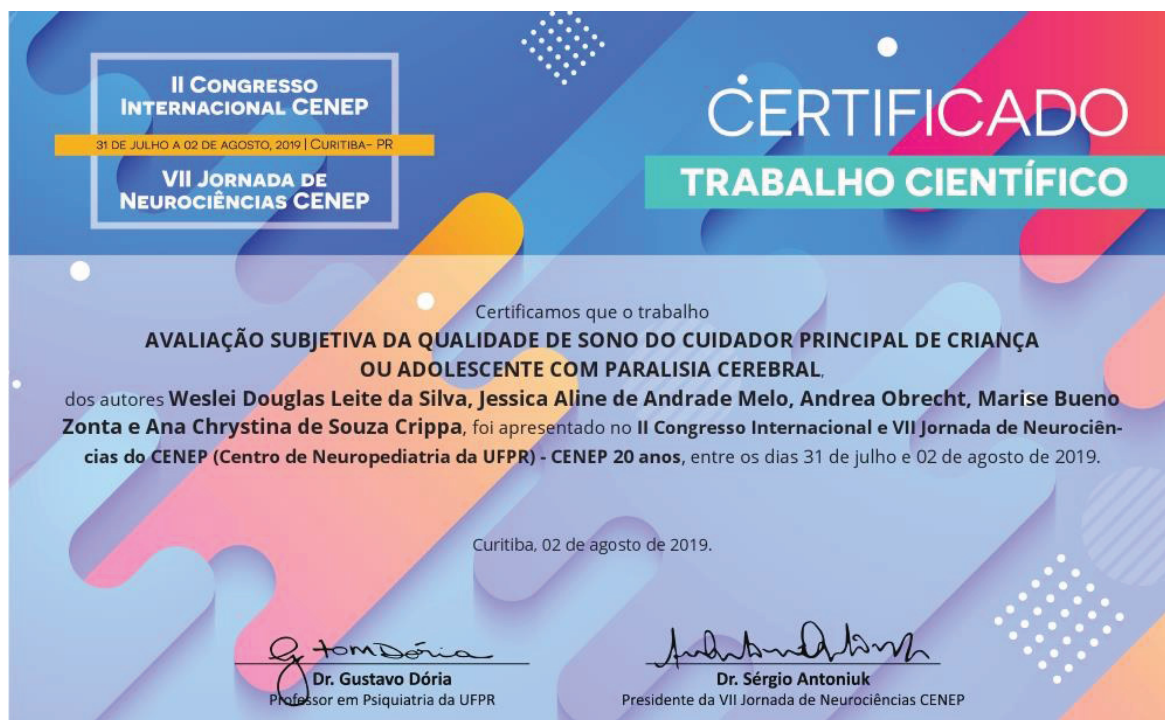 II CONGRESSO
INTERNACIONAL CENEP
31 DE JULHO A 02 DE AGOSTO, 2019 | CURITIBA- PR
VII JORNADA DE
NEUROCIÊNCIAS CENEP
CERTIFICADO
TRABALHO CIENTÍFICO
Certificamos que o trabalho
AVALIAÇÃO SUBJETIVA DA QUALIDADE DE SONO DO CUIDADOR PRINCIPAL DE CRIANÇA
OU ADOLESCENTE COM PARALISIA CEREBRAL,
dos autores Weslei Douglas Leite da Silva, Jessica Aline de Andrade Melo, Andrea Obrecht, Marise Bueno
Zonta e Ana Chrystina de Souza Crippa, foi apresentado no II Congresso Internacional e VII Jornada de Neurociên-
cias do CENEP (Centro de Neuropediatria da UFPR) - CENEP 20 anos, entre os dias 31 de julho e 02 de agosto de 2019.
Curitiba, 02 de agosto de 2019.
Dr. Gustavo Dória
Professor em Psiquiatria da UFPR
Dr. Sérgio Antoniuk
Presidente da VII Jornada de Neurociências CENEP